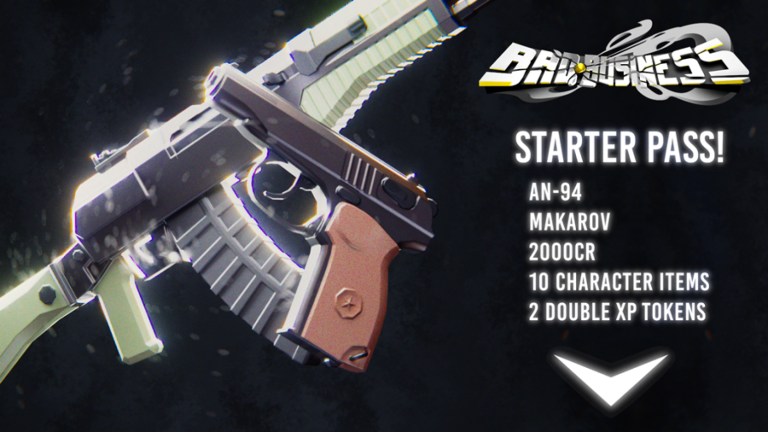 BAD BUSINESS
STARTER PASS!
AN-94
MAKAROV
2000CR
10 CHARACTER ITEMS
2 DOUBLE XP TOKENS